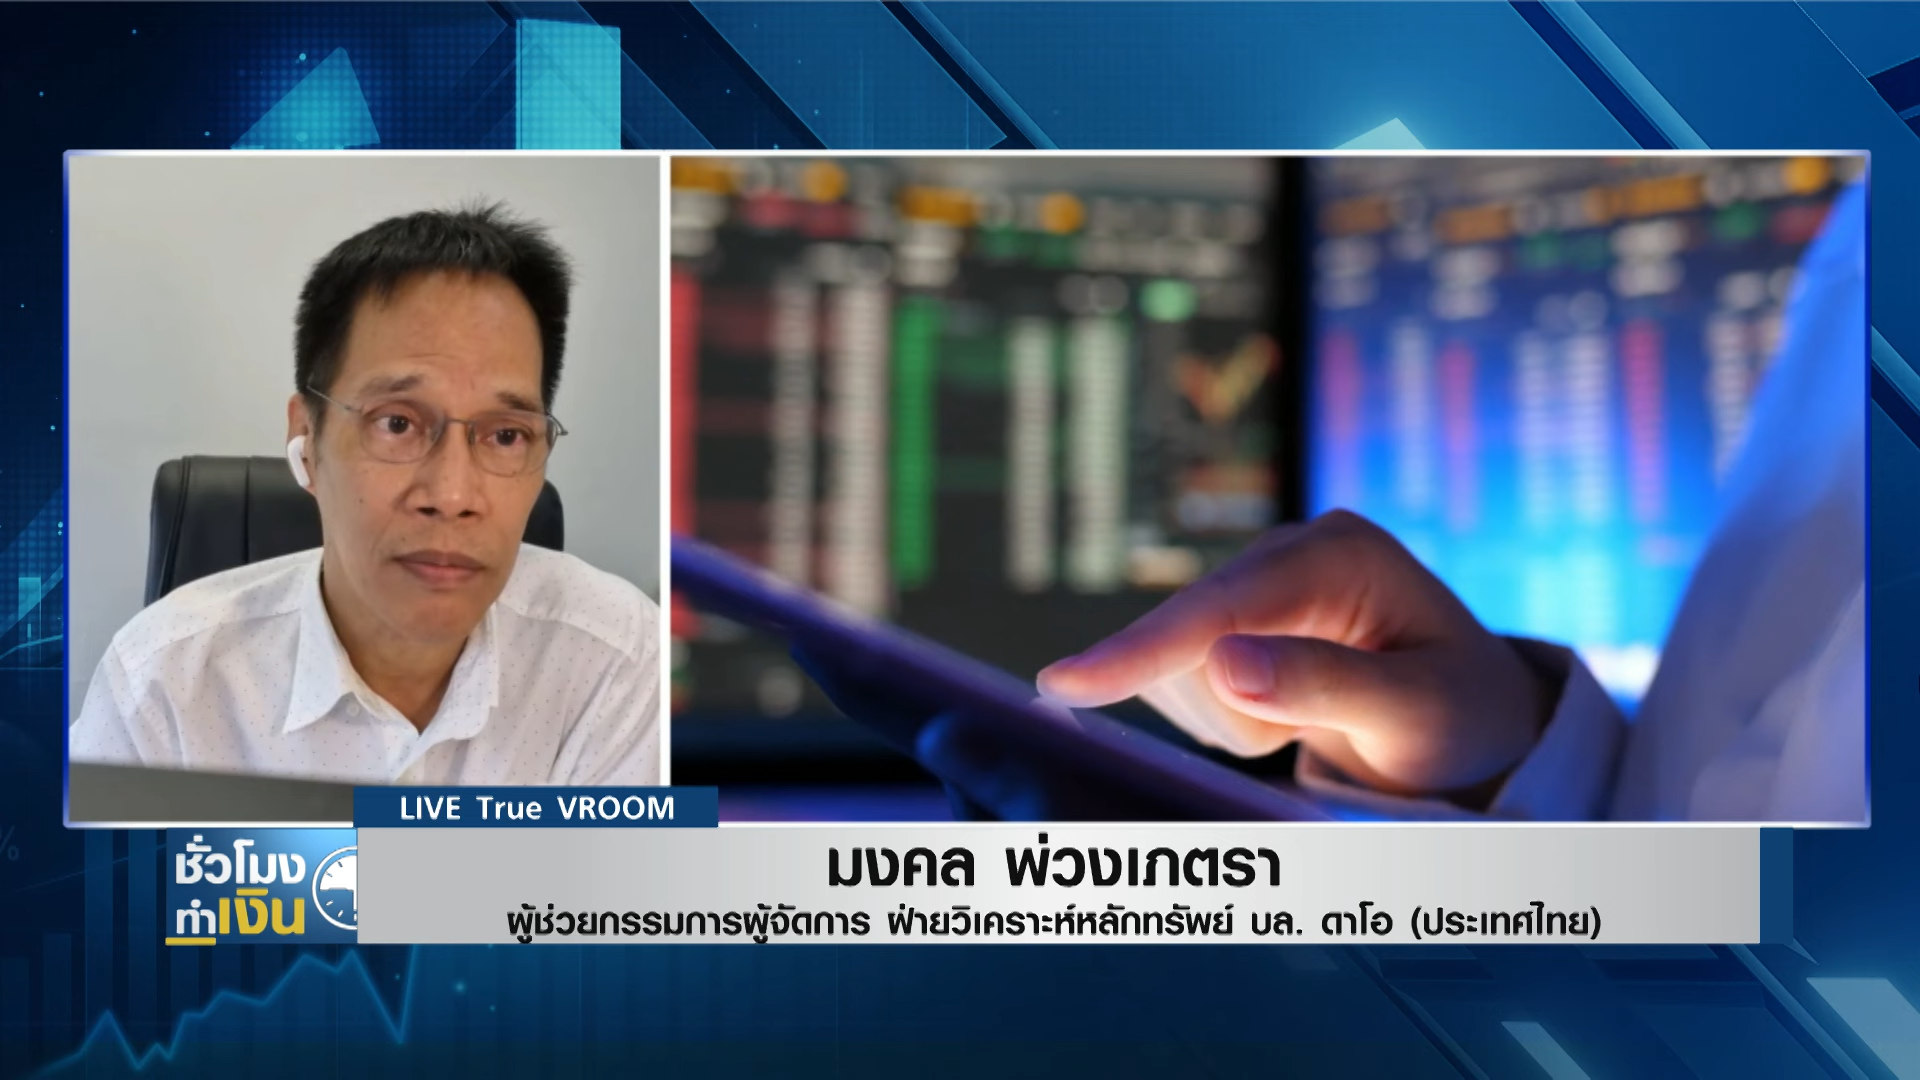 LIVE True VROOM
ชั่วโมง
ทำเงิน
มงคล พ่วงเภตรา
ผู้ช่วยกรรมการผู้จัดการ ฝ่ายวิเคราะห์หลักทรัพย์ บล. ดาโอ (ประเทศไทย)